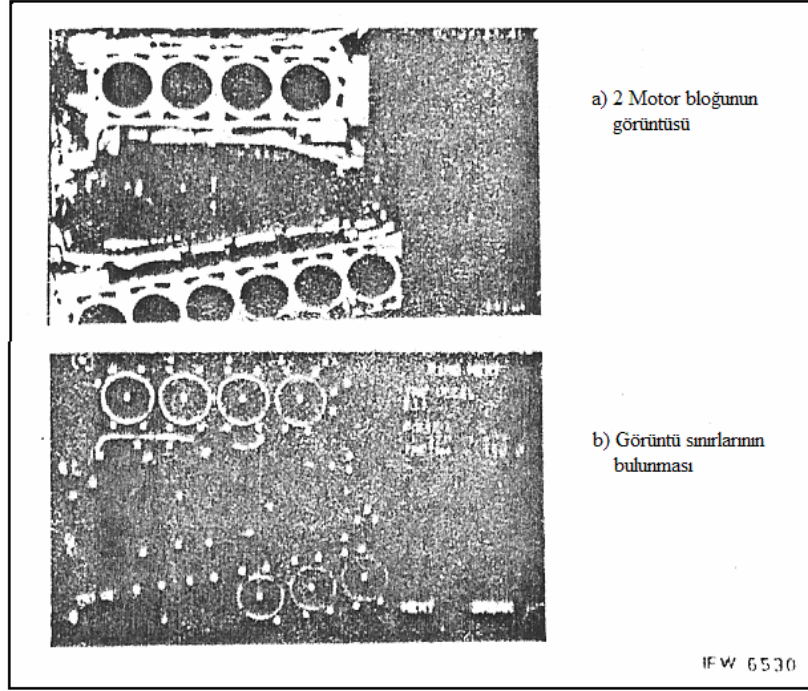 a) 2 Motor bloğunun
görüntüsü
b) Görüntü sınırlarının
bulunması
IFW 6530